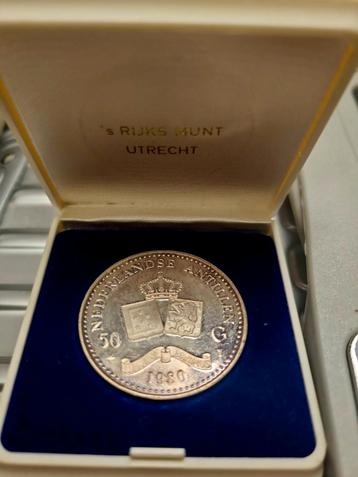 's RIJKS MUNT
UTRECHT
NEDERLANDSE ANTILLEN
50 G
1980